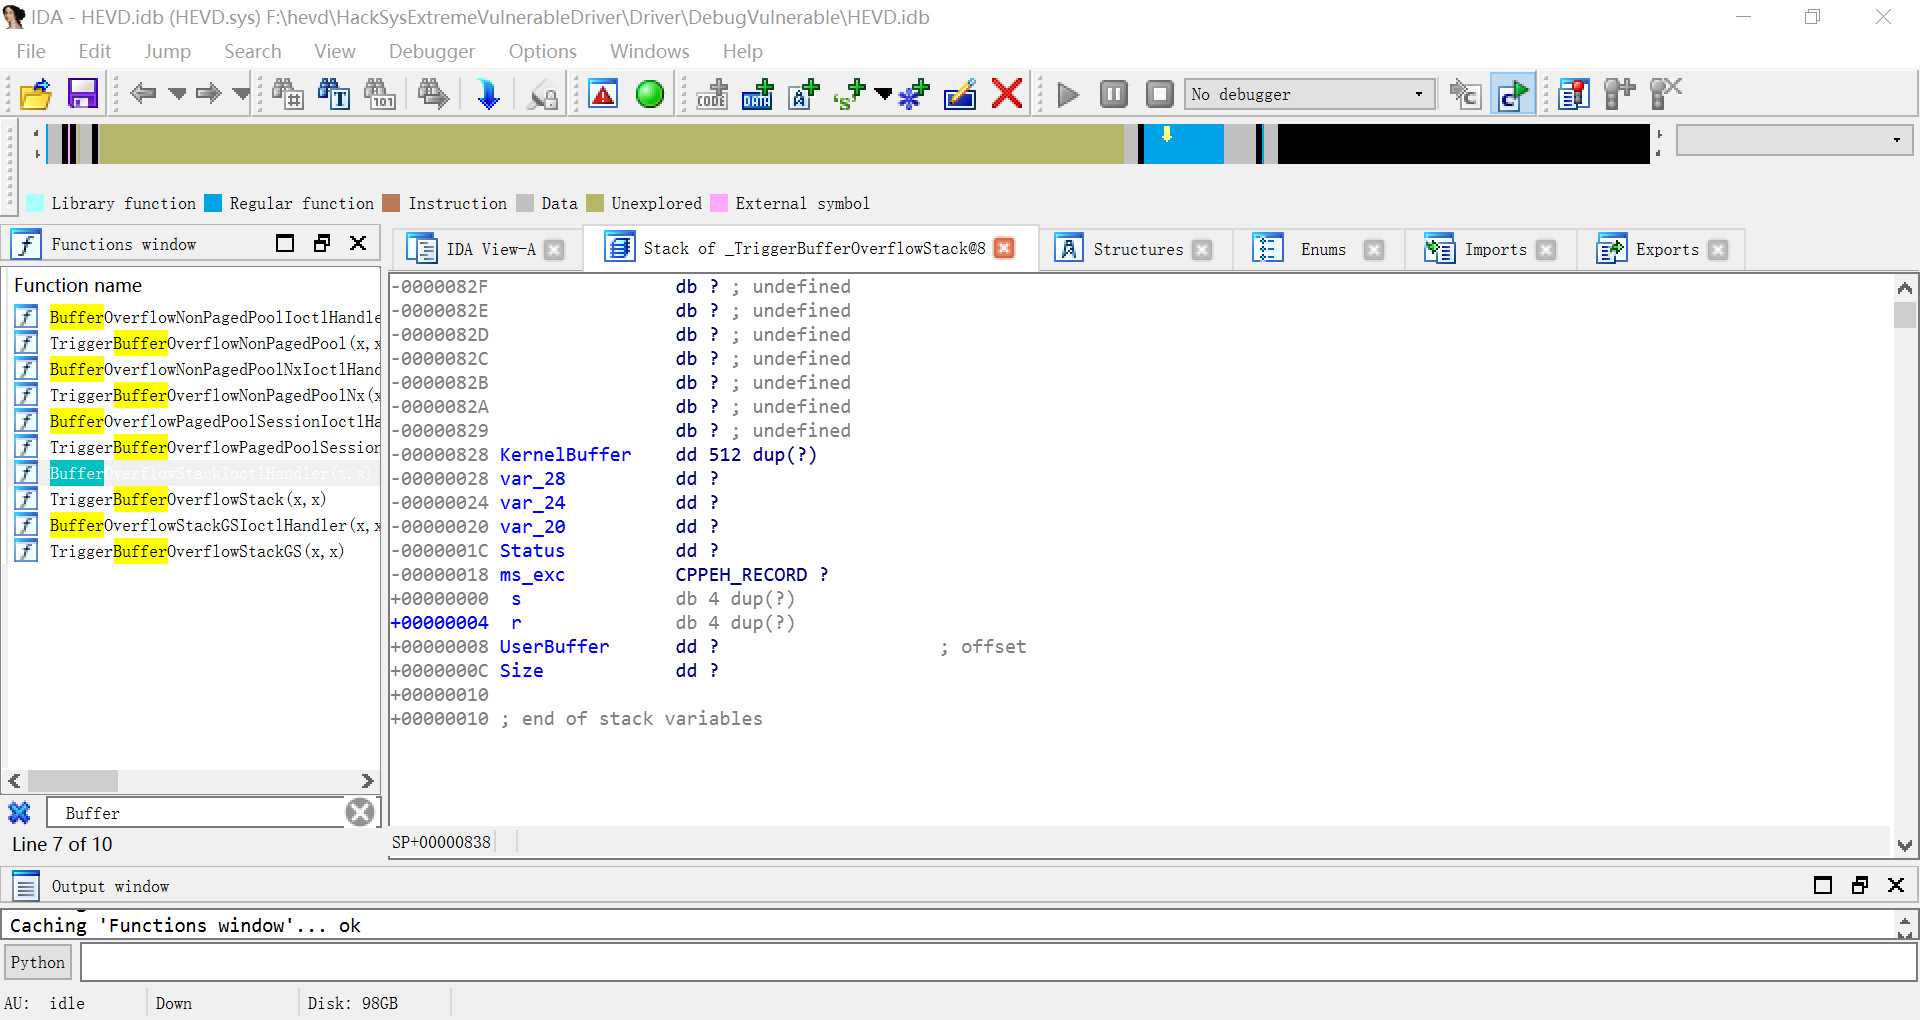 IDA - HEVD.idb (HEVD.sys) F:\hevd\HackSysExtremeVulnerableDriver\Driver\DebugVulnerable\HEVD.idb
File Edit Jump Search View Debugger Options Windows Help
No debugger
Library function Regular function Instruction Data Unexplored External symbol
Functions window
IDA View-A Stack of _TriggerBufferOverflowStack@8 Structures Enums Imports Exports
Function name
BufferOverflowNonPagedPoolIoctlHandle
TriggerBufferOverflowNonPagedPool(x,x
BufferOverflowNonPagedPoolNxIoctlHand
TriggerBufferOverflowNonPagedPoolNx(x
BufferOverflowPagedPoolSessionIoctlHa
TriggerBufferOverflowPagedPoolSession
BufferOverflowStackIoctlHandler(x,x)
TriggerBufferOverflowStack(x,x)
BufferOverflowStackGSIoctlHandler(x,x
TriggerBufferOverflowStackGS(x,x)
Buffer
Line 7 of 10
-0000082F db ? ; undefined
-0000082E db ? ; undefined
-0000082D db ? ; undefined
-0000082C db ? ; undefined
-0000082B db ? ; undefined
-0000082A db ? ; undefined
-00000829 db ? ; undefined
-00000828 KernelBuffer dd 512 dup(?)
-00000028 var_28 dd ?
-00000024 var_24 dd ?
-00000020 var_20 dd ?
-0000001C Status dd ?
-00000018 ms_exc CPPEH_RECORD ?
+00000000 s db 4 dup(?)
+00000004 r db 4 dup(?)
+00000008 UserBuffer dd ? ; offset
+0000000C Size dd ?
+00000010
+00000010 ; end of stack variables
SP+00000838
Output window
Caching 'Functions window'... ok
Python
AU: idle Down Disk: 98GB